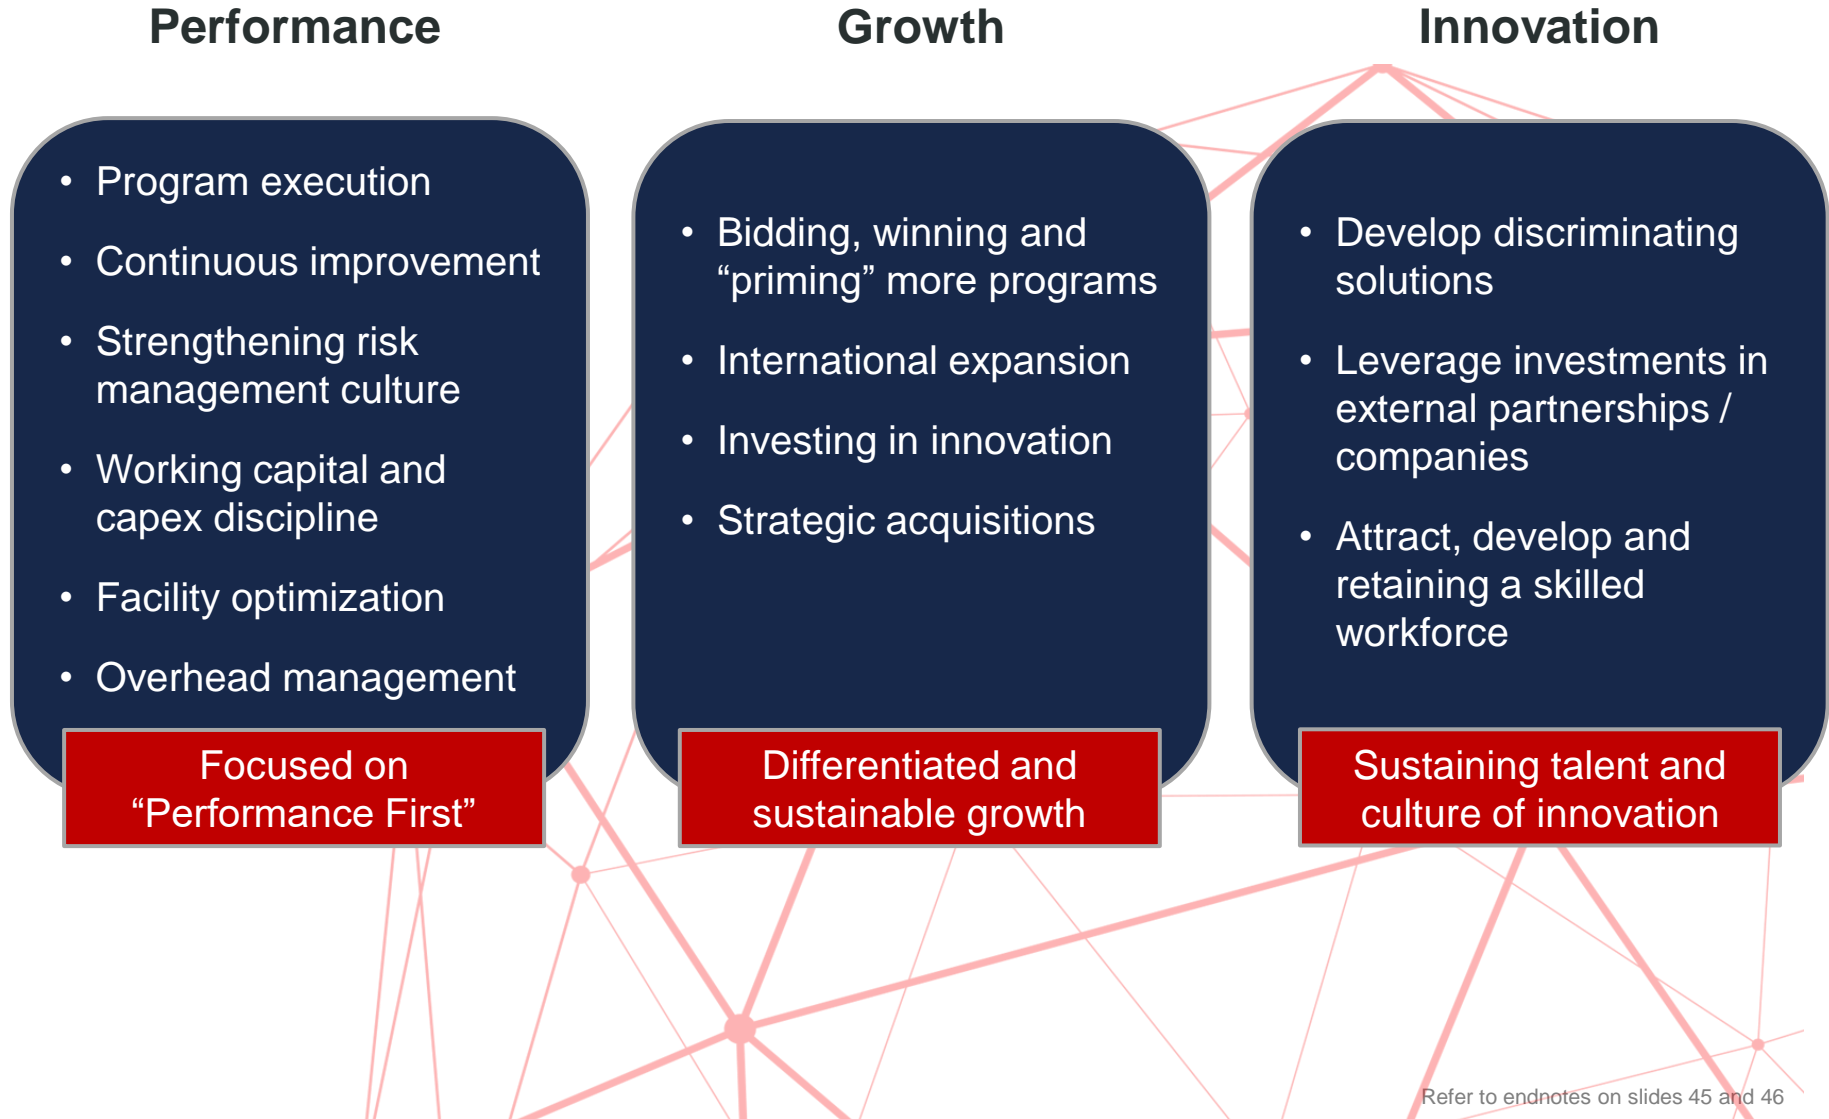 Performance
• Program execution
• Continuous improvement
• Strengthening risk
management culture
• Working capital and
capex discipline
• Facility optimization
• Overhead management
Focused on
“Performance First”
Growth
• Bidding, winning and
“priming” more programs
• International expansion
• Investing in innovation
• Strategic acquisitions
Differentiated and
sustainable growth
Innovation
• Develop discriminating
solutions
• Leverage investments in
external partnerships /
companies
• Attract, develop and
retaining a skilled
workforce
Sustaining talent and
culture of innovation
Refer to endnotes on slides 45 and 46